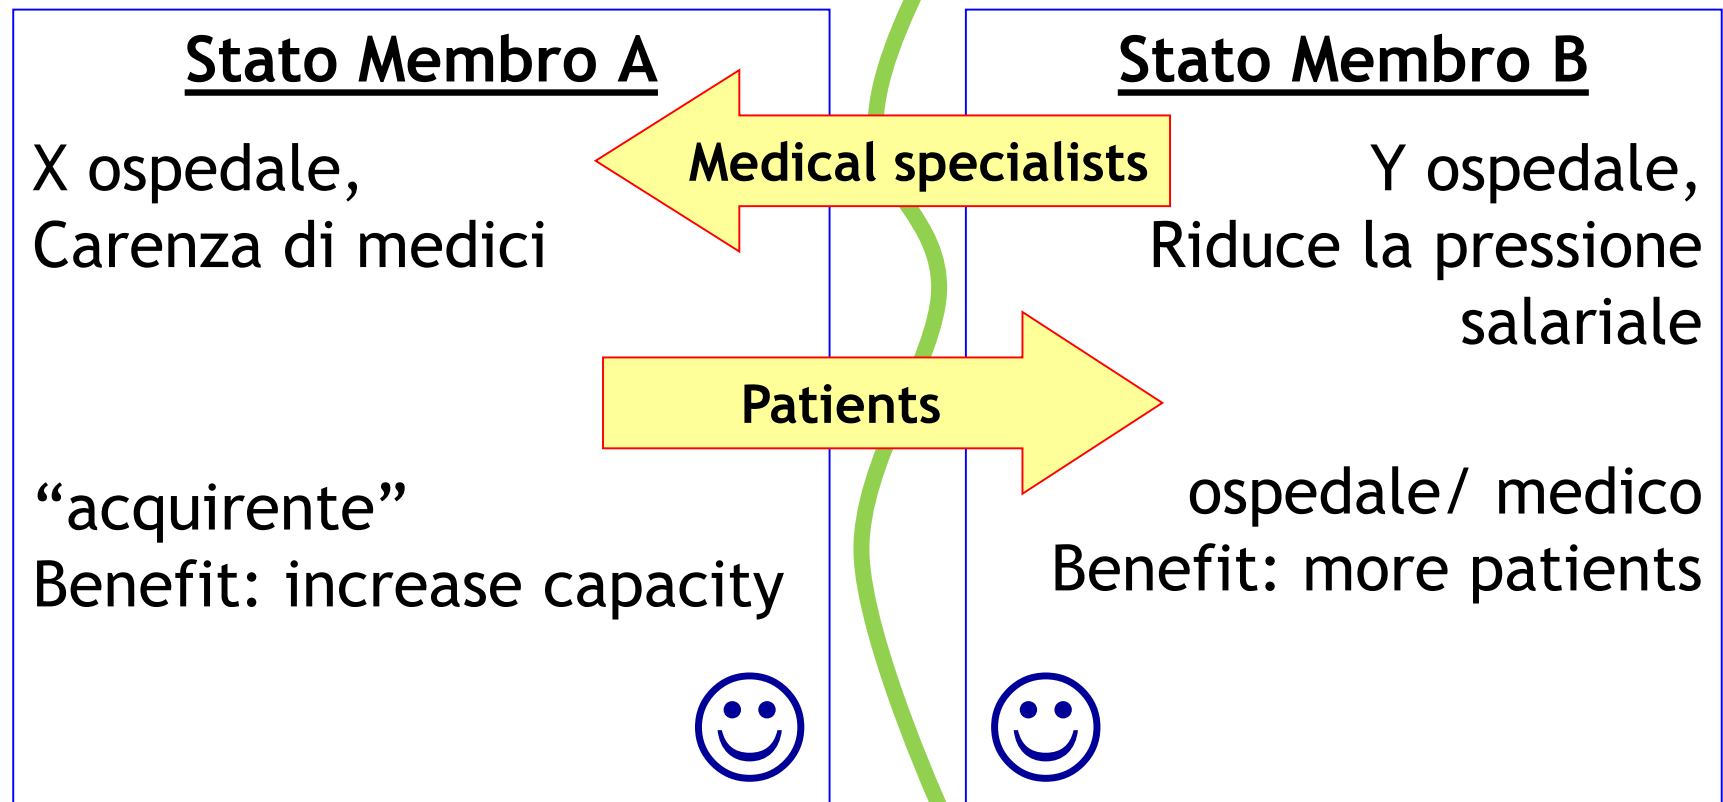 Stato Membro A
X ospedale,
Carenza di medici
“acquirente”
Benefit: increase capacity
Medical specialists
Patients
Stato Membro B
Y ospedale,
Riduce la pressione
salariale
ospedale/ medico
Benefit: more patients